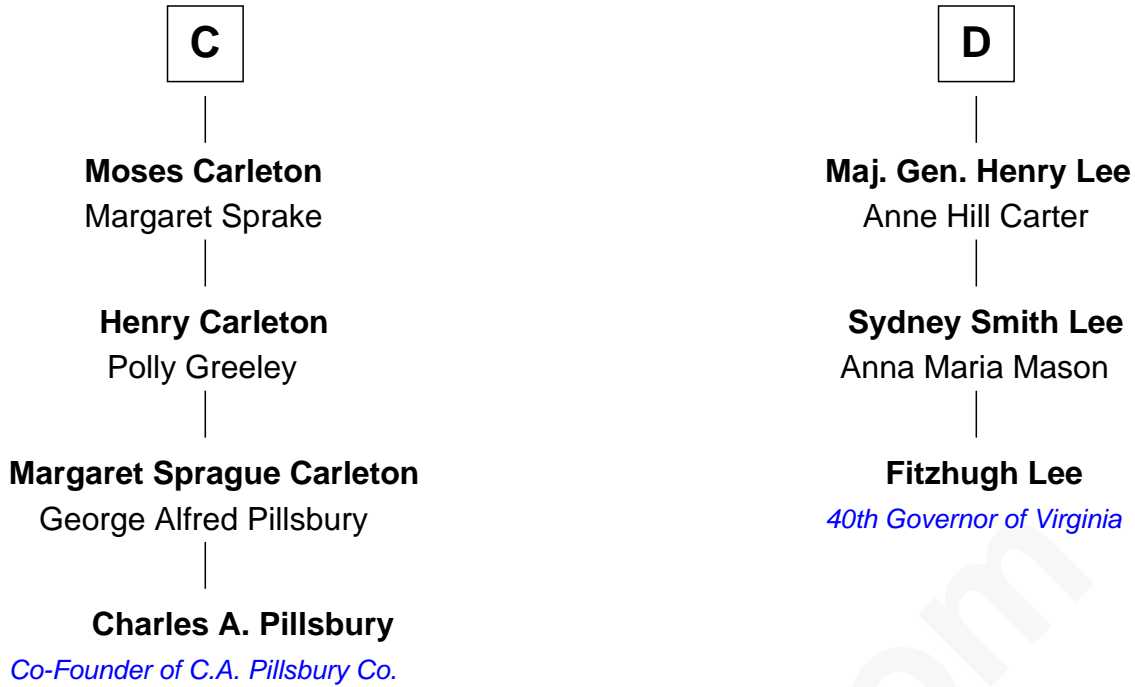 C
Moses Carleton
Margaret Sprake
Henry Carleton
Polly Greeley
Margaret Sprague Carleton
George Alfred Pillsbury
Charles A. Pillsbury
Co-Founder of C.A. Pillsbury Co.
D
Maj. Gen. Henry Lee
Anne Hill Carter
Sydney Smith Lee
Anna Maria Mason
Fitzhugh Lee
40th Governor of Virginia
om